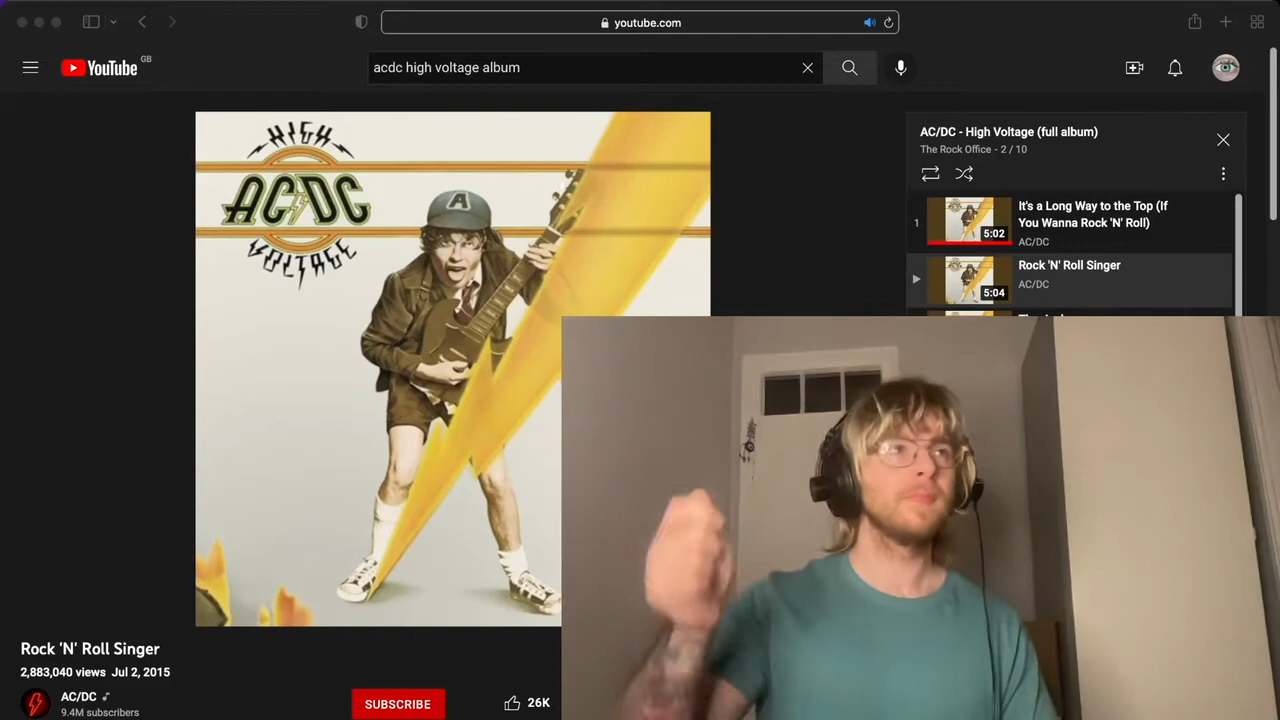 youtube.com
YouTube GB
acdc high voltage album
HIGH
AC/DC
VOLTAGE
A
AC/DC - High Voltage (full album)
The Rock Office - 2 / 10
1
5:02
It's a Long Way to the Top (If
You Wanna Rock 'N' Roll)
AC/DC
5:04
Rock 'N' Roll Singer
AC/DC
Rock 'N' Roll Singer
2,883,040 views Jul 2, 2015
AC/DC
9.4M subscribers
SUBSCRIBE
26K